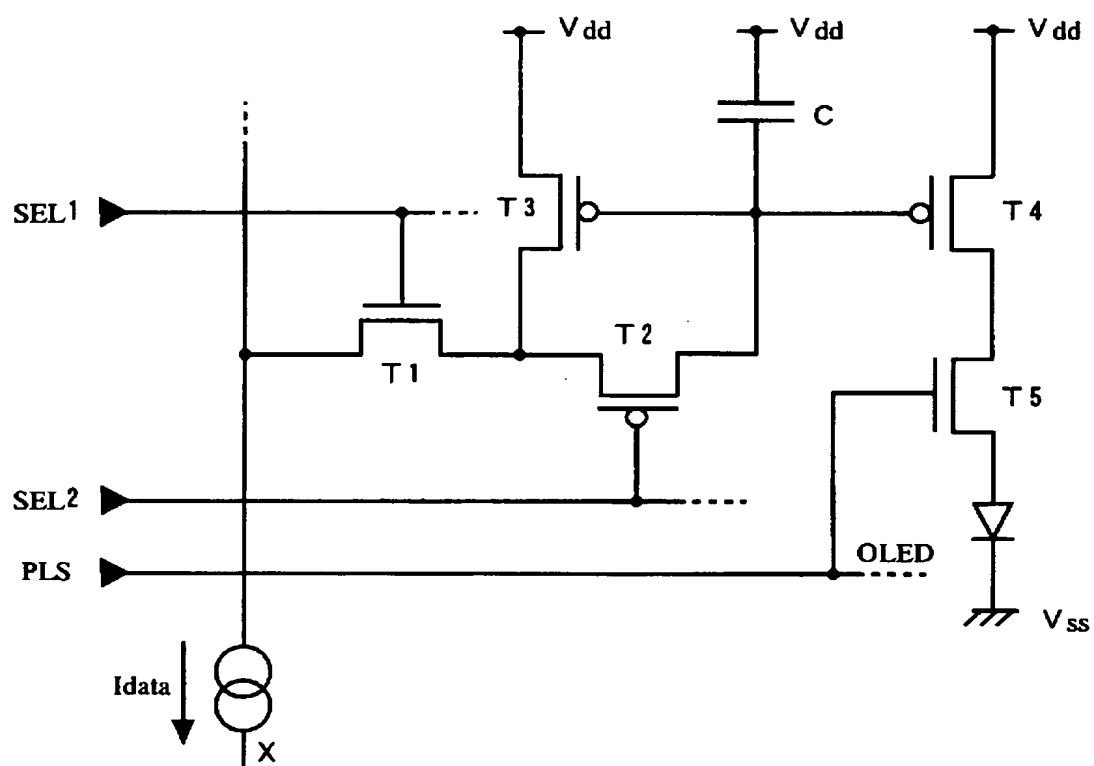 Vdd
Vdd
Vdd
C
SEL1
T3
T4
T2
T1
T5
SEL2
OLED
PLS
Vss
Idata
X